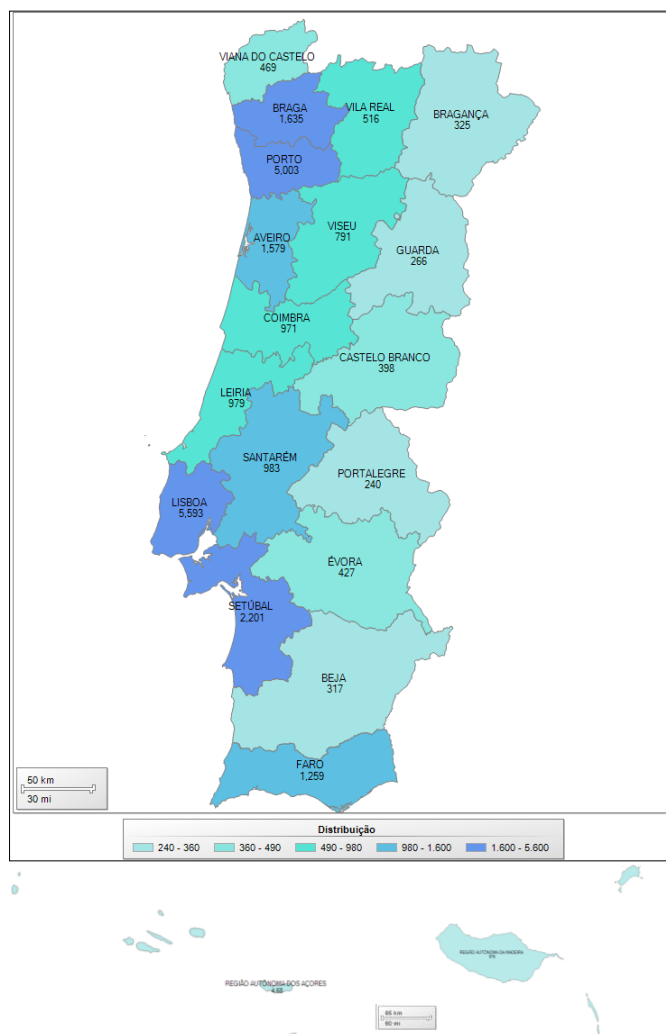 VIANA DO CASTELO
469
BRAGA
1,635
VILA REAL
516
BRAGANÇA
325
PORTO
5,003
AVEIRO
1,579
VISEU
791
GUARDA
266
COIMBRA
971
CASTELO BRANCO
398
LEIRIA
979
SANTARÉM
983
PORTALEGRE
240
LISBOA
5,593
ÉVORA
427
SETÚBAL
2,201
BEJA
317
FARO
1,259
50 km
30 mi
Distribuição
240 - 360
360 - 490
490 - 980
980 - 1.600
1.600 - 5.600
REGIÃO AUTÓNOMA DA MADEIRA
REGIÃO AUTÓNOMA DOS AÇORES